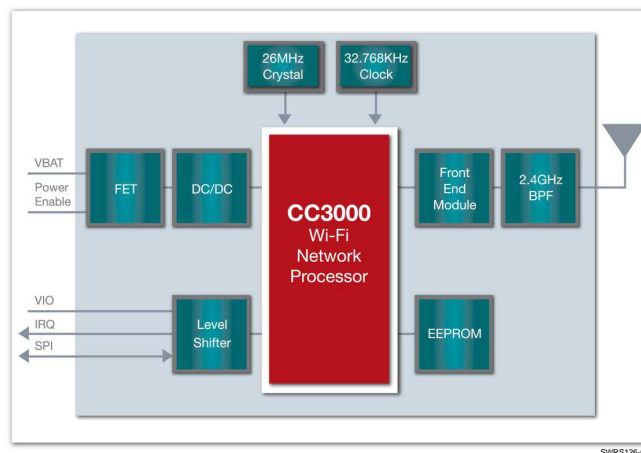 26MHz
Crystal
32.768KHz
Clock
VBAT
Power
Enable
FET
DC/DC
CC3000
Wi-Fi
Network
Processor
Front
End
Module
2.4GHz
BPF
VIO
IRQ
SPI
Level
Shifter
EEPROM